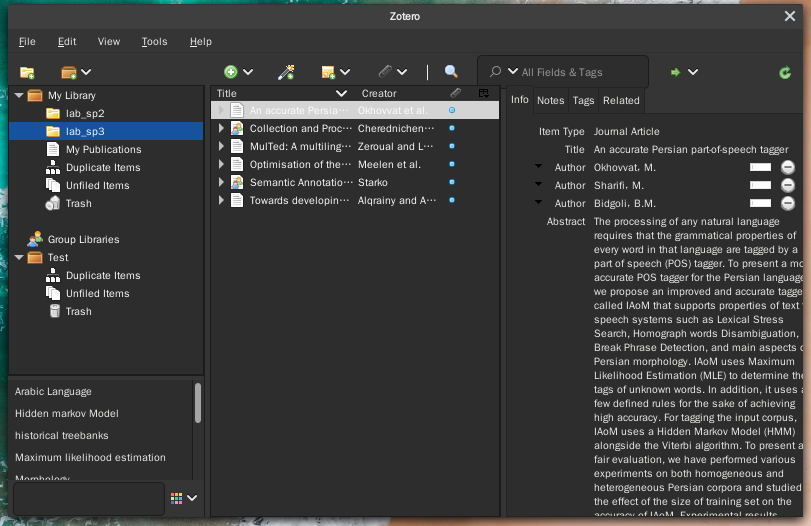 Zotero
File Edit View Tools Help
All Fields & Tags
My Library
lab_sp2
lab_sp3
My Publications
Duplicate Items
Unfiled Items
Trash
Group Libraries
Test
Duplicate Items
Unfiled Items
Trash
Arabic Language
Hidden markov Model
historical treebanks
Maximum likelihood estimation
Morphology
Title Creator
An accurate Persia··· Okhovvat et al.
Collection and Proc··· Cherednichen···
MulTed: A multiling··· Zeroual and L···
Optimisation of the··· Meelen et al.
Semantic Annotatio··· Starko
Towards developin··· Alqrainy and A···
Info Notes Tags Related
Item Type Journal Article
Title An accurate Persian part-of-speech tagger
Author Okhovvat, M.
Author Sharifi, M.
Author Bidgoli, B.M.
Abstract The processing of any natural language
requires that the grammatical properties of
every word in that language are tagged by a
part of speech (POS) tagger. To present a mo
accurate POS tagger for the Persian language
we propose an improved and accurate tagge
called IAoM that supports properties of text
speech systems such as Lexical Stress
Search, Homograph words Disambiguation,
Break Phrase Detection, and main aspects o
Persian morphology. IAoM uses Maximum
Likelihood Estimation (MLE) to determine the
tags of unknown words. In addition, it uses a
few defined rules for the sake of achieving
high accuracy. For tagging the input corpus,
IAoM uses a Hidden Markov Model (HMM)
alongside the Viterbi algorithm. To present a
fair evaluation, we have performed various
experiments on both homogeneous and
heterogeneous Persian corpora and studied
the effect of the size of training set on the
accuracy of IAoM. Experimental results